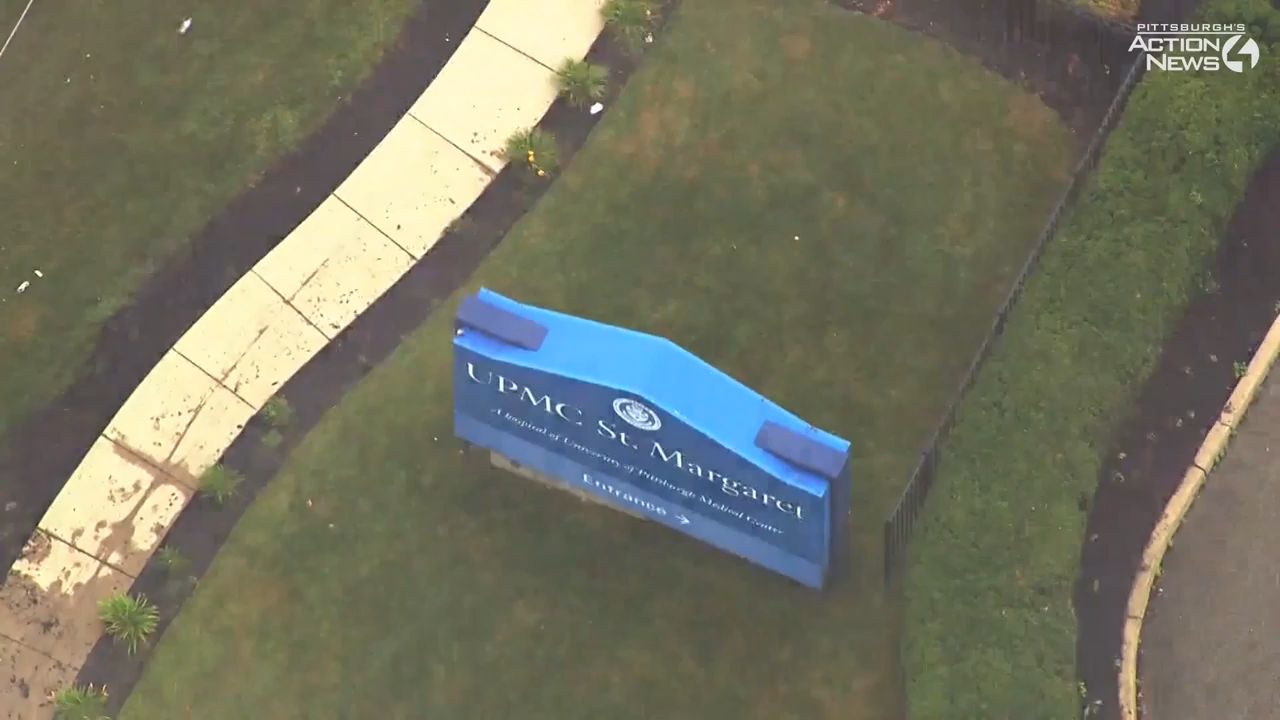 PITTSBURGH'S
ACTION
NEWS 4
UPMC St. Margaret
A hospital of University of Pittsburgh Medical Center
Entrance →